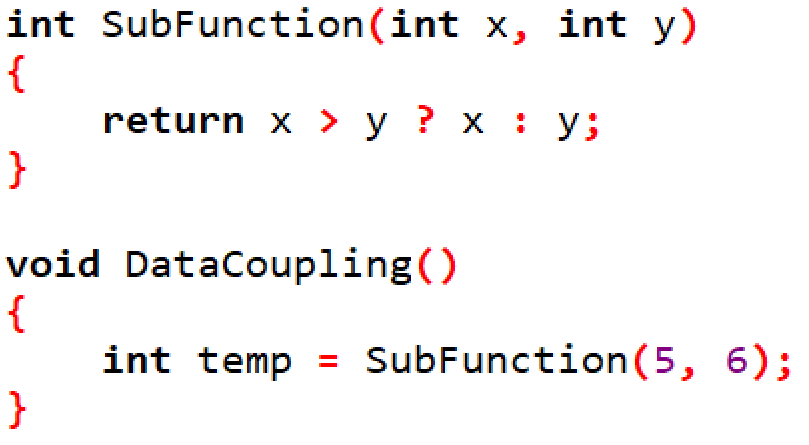 int SubFunction(int x, int y)
{
    return x > y ? x : y;
}

void DataCoupling()
{
    int temp = SubFunction(5, 6);
}